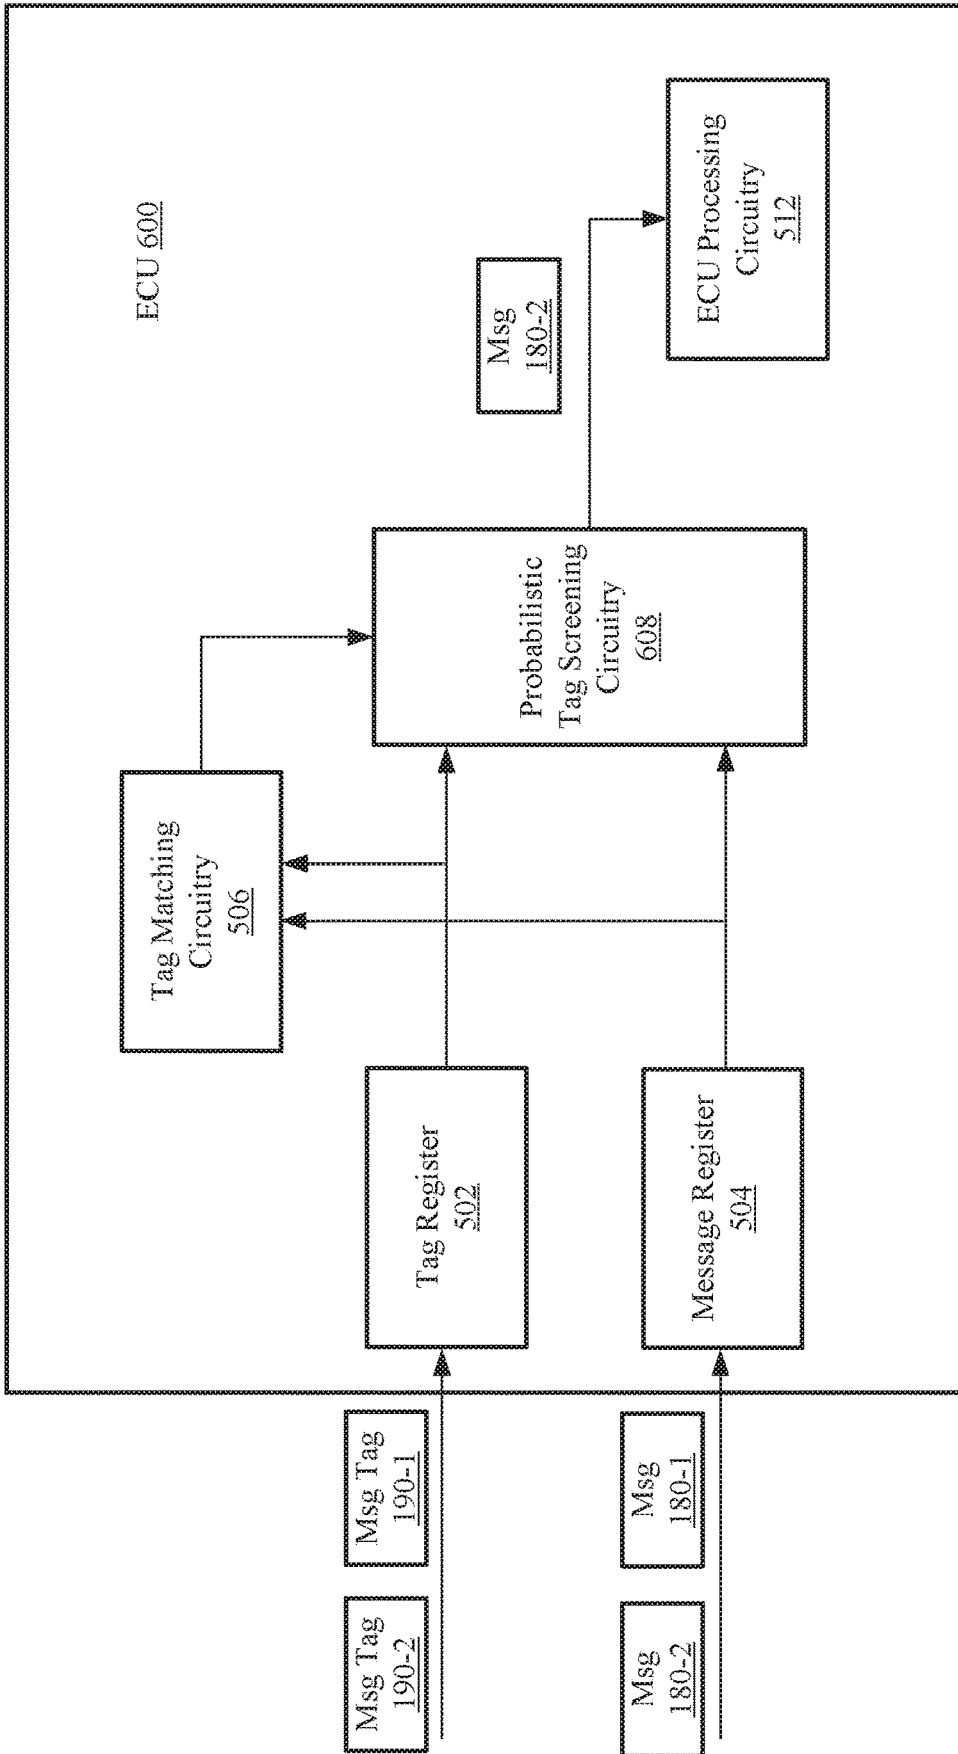 ECU 600
Msg Tag
190-2
Msg Tag
190-1
Msg
180-2
Msg
180-1
Tag Register
502
Message Register
504
Tag Matching
Circuitry
506
Probabilistic
Tag Screening
Circuitry
608
Msg
180-2
ECU Processing
Circuitry
512